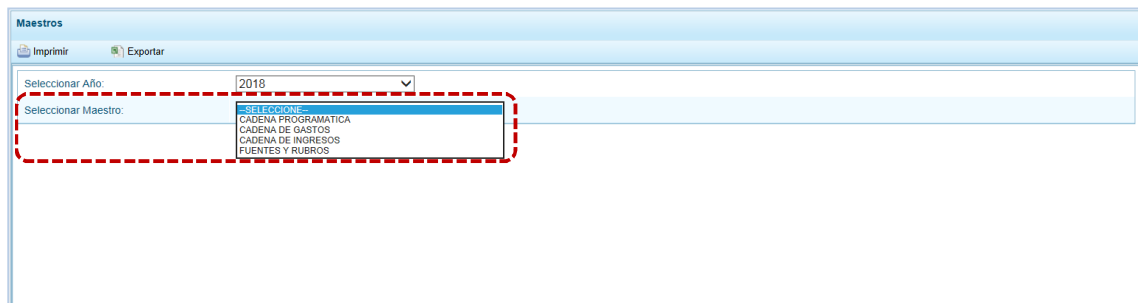 Maestros
Imprimir Exportar
Seleccionar Año: 2018
Seleccionar Maestro: --SELECCIONE--
CADENA PROGRAMATICA
CADENA DE GASTOS
CADENA DE INGRESOS
FUENTES Y RUBROS